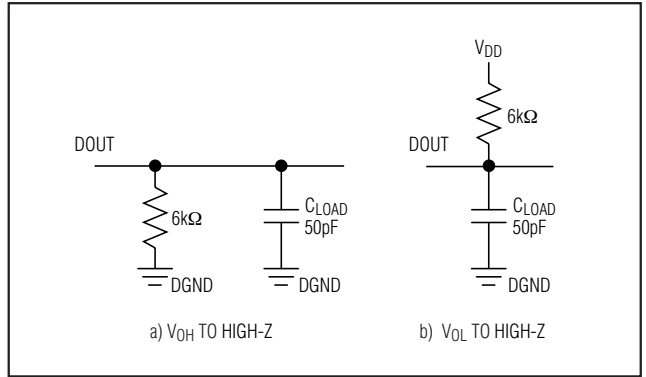 DOUT
6kΩ
DGND
CLOAD
50pF
DGND
a) VOH TO HIGH-Z
VDD
6kΩ
DOUT
CLOAD
50pF
DGND
b) VOL TO HIGH-Z